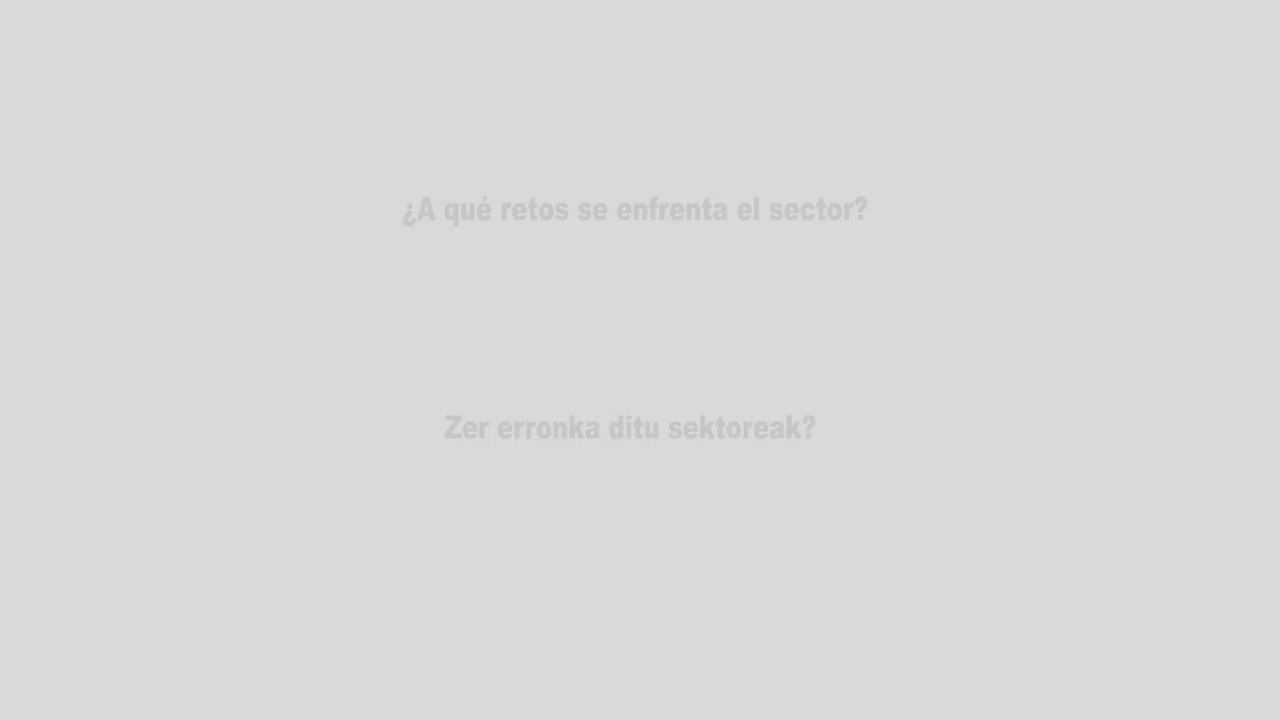 ¿A qué retos se enfrenta el sector?
Zer erronka ditu sektoreak?